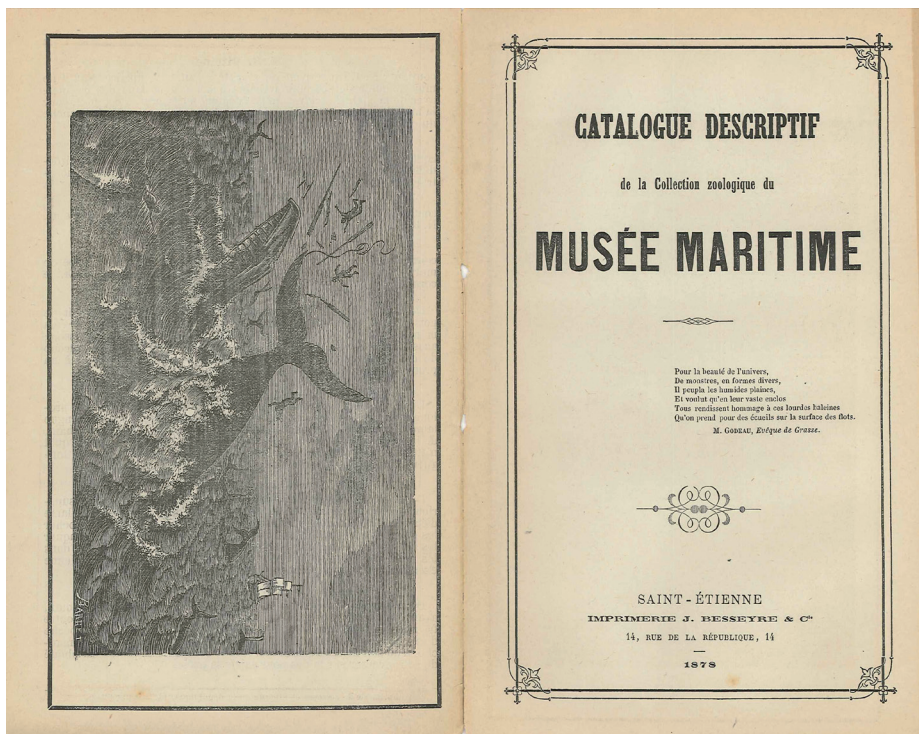 J BARRET
CATALOGUE DESCRIPTIF
de la Collection zoologique du
MUSÉE MARITIME
Pour la beauté de l'univers,
De monstres, en formes divers,
Il peupla les humides plaines,
Et voulut qu'en leur vaste enclos
Tous rendissent hommage à ces lourdes baleines
Qu'on prend pour des écueils sur la surface des flots.
M. GODEAU, Evêque de Grasse.
SAINT-ÉTIENNE
IMPRIMERIE J. BESSEYRE & Cie
14, RUE DE LA RÉPUBLIQUE, 14
1878